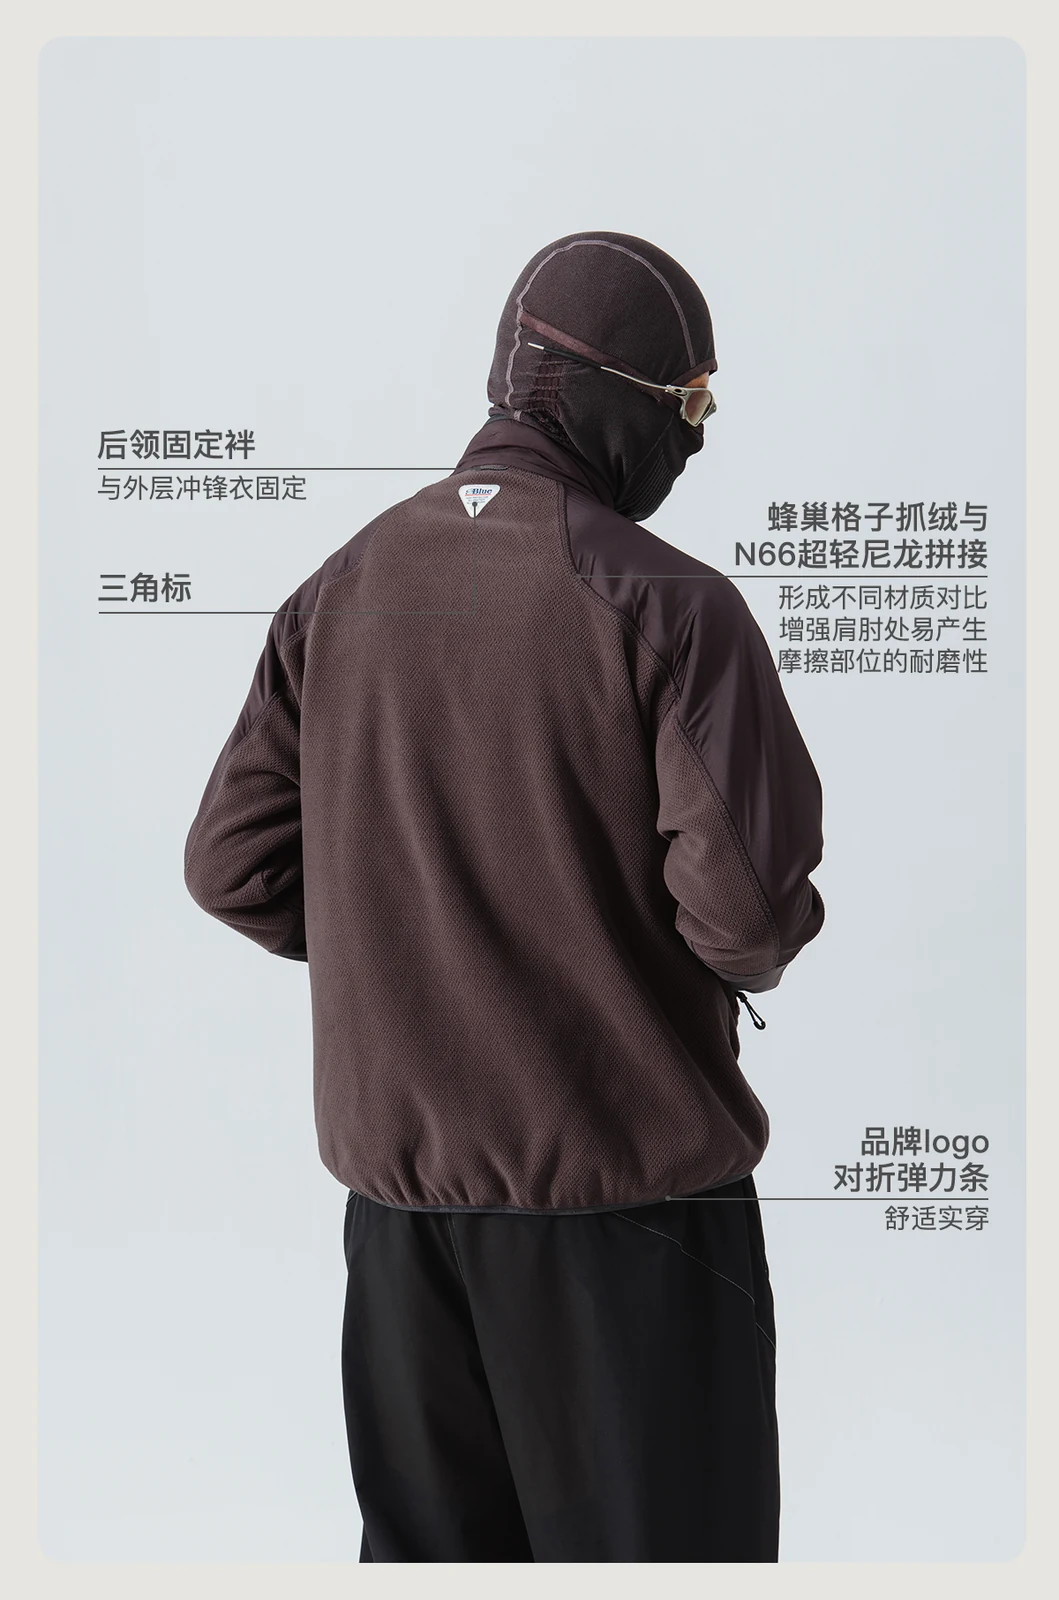 后领固定袢
与外层冲锋衣固定
Blue
三角标
蜂巢格子抓绒与
N66超轻尼龙拼接
形成不同材质对比
增强肩肘处易产生
摩擦部位的耐磨性
品牌logo
对折弹力条
舒适实穿